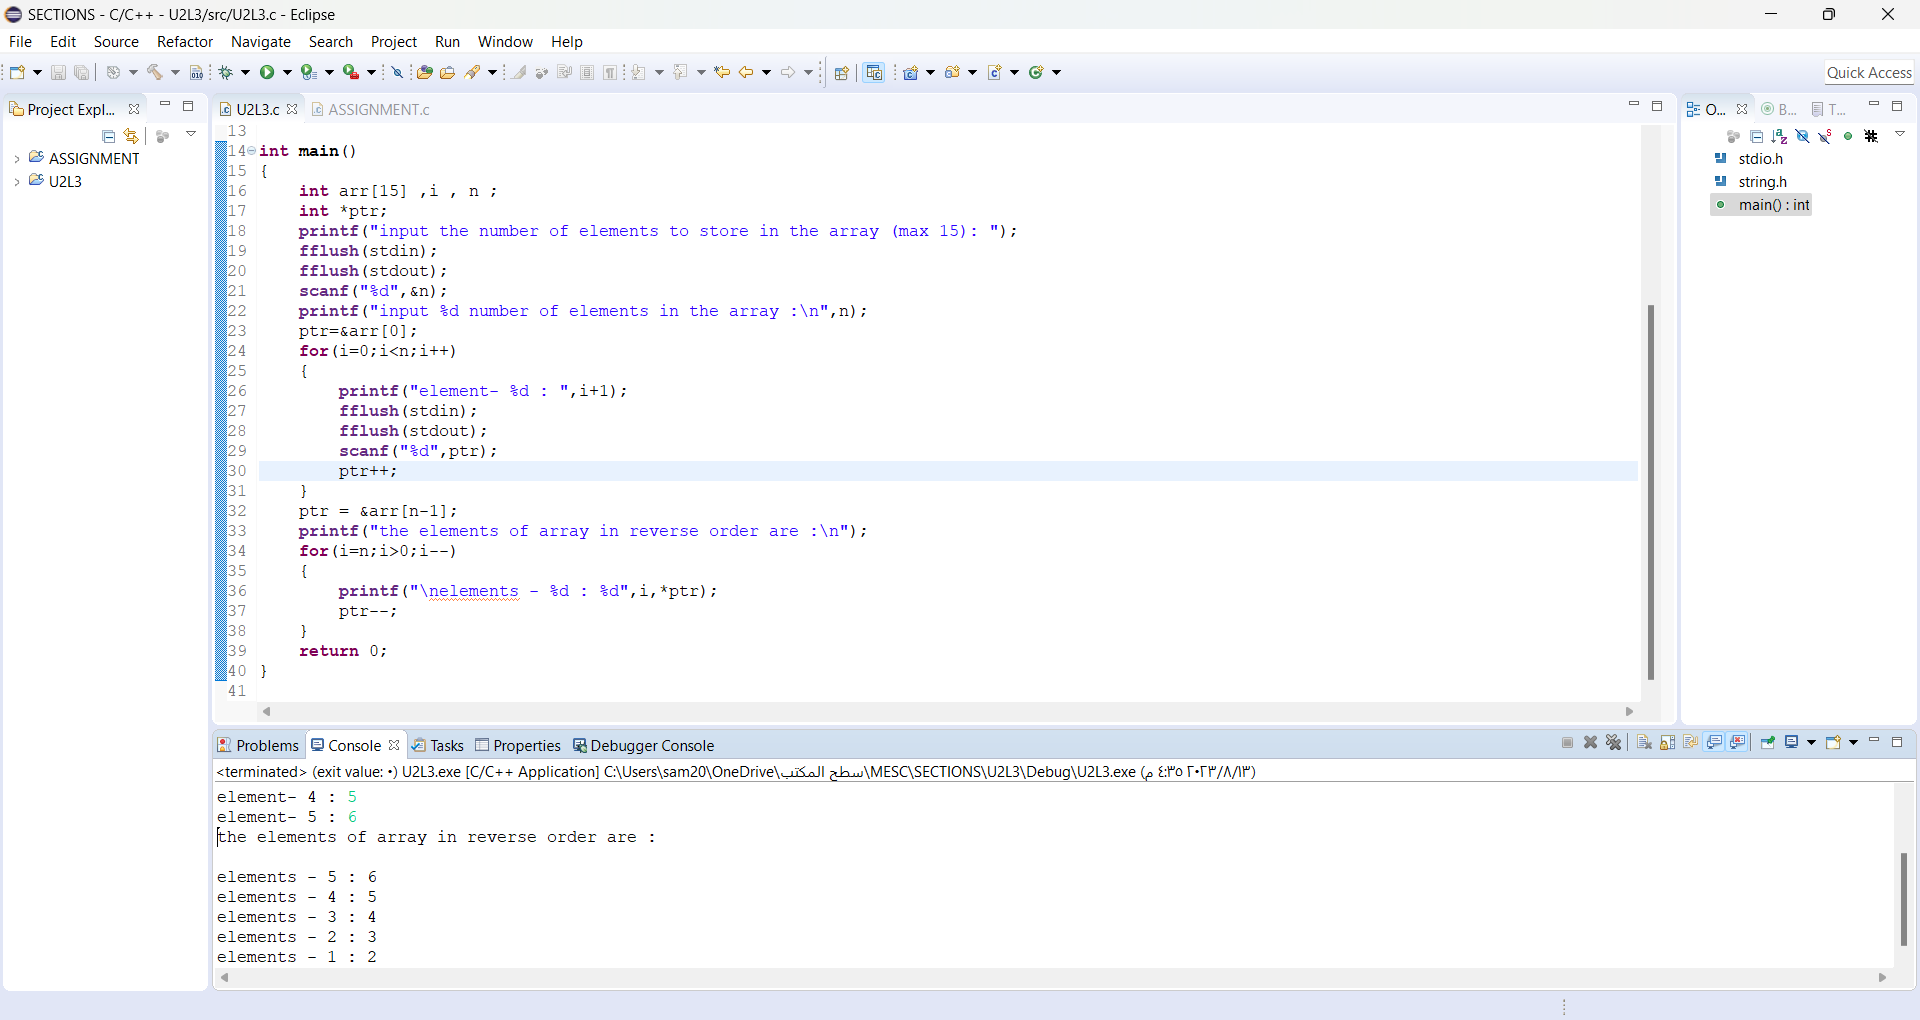 SECTIONS - C/C++ - U2L3/src/U2L3.c - Eclipse
File Edit Source Refactor Navigate Search Project Run Window Help
Quick Access
Project Expl...
ASSIGNMENT
U2L3
U2L3.c ASSIGNMENT.c
13
14 int main()
15 {
16     int arr[15] ,i , n ;
17     int *ptr;
18     printf("input the number of elements to store in the array (max 15): ");
19     fflush(stdin);
20     fflush(stdout);
21     scanf("%d",&n);
22     printf("input %d number of elements in the array :\n",n);
23     ptr=&arr[0];
24     for(i=0;i<n;i++)
25     {
26         printf("element- %d : ",i+1);
27         fflush(stdin);
28         fflush(stdout);
29         scanf("%d",ptr);
30         ptr++;
31     }
32     ptr = &arr[n-1];
33     printf("the elements of array in reverse order are :\n");
34     for(i=n;i>0;i--)
35     {
36         printf("\nelements - %d : %d",i,*ptr);
37         ptr--;
38     }
39     return 0;
40 }
41
O... B... T...
stdio.h
string.h
main() : int
Problems Console Tasks Properties Debugger Console
<terminated> (exit value: ٠) U2L3.exe [C/C++ Application] C:\Users\sam20\OneDrive\سطح المكتب\MESC\SECTIONS\U2L3\Debug\U2L3.exe (٢٠٢٣/٨/١٣ ٤:٣٥ م)
element- 4 : 5
element- 5 : 6
the elements of array in reverse order are :
elements - 5 : 6
elements - 4 : 5
elements - 3 : 4
elements - 2 : 3
elements - 1 : 2